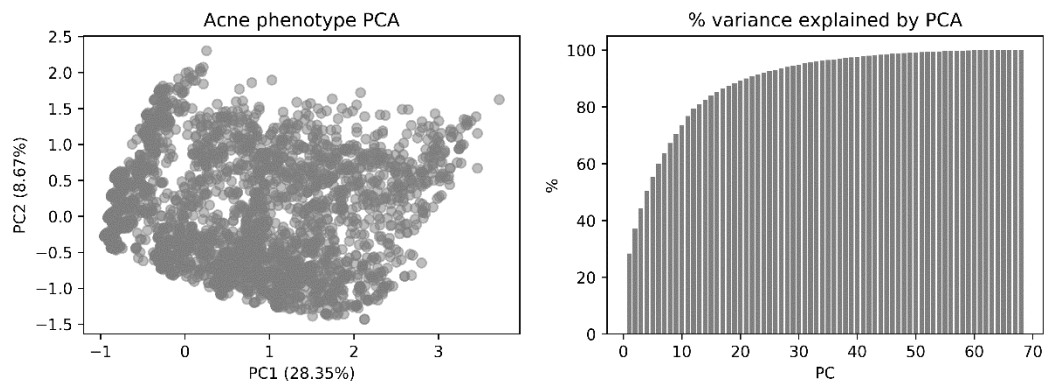 Acne phenotype PCA
2.5
2.0
1.5
1.0
0.5
0.0
−0.5
−1.0
−1.5
PC2 (8.67%)
−1 0 1 2 3
PC1 (28.35%)
% variance explained by PCA
100
80
60
40
20
0
%
0 10 20 30 40 50 60 70
PC